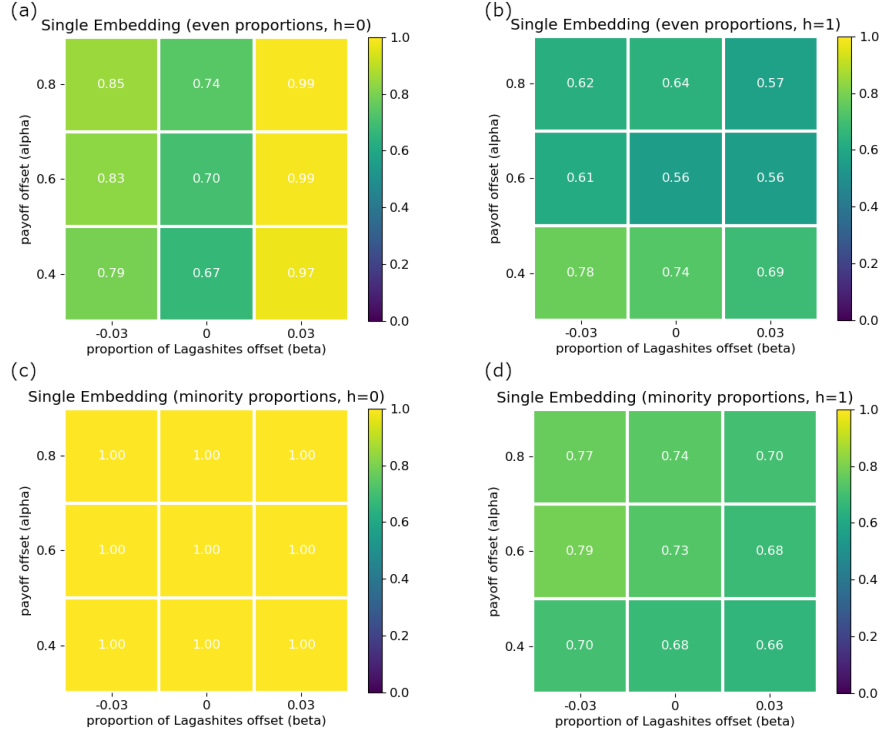 (a)
Single Embedding (even proportions, h=0)
payoff offset (alpha)
0.8
0.6
0.4
0.85 0.74 0.99
0.83 0.70 0.99
0.79 0.67 0.97
-0.03 0 0.03
proportion of Lagashites offset (beta)
1.0
0.8
0.6
0.4
0.2
0.0
(b)
Single Embedding (even proportions, h=1)
payoff offset (alpha)
0.8
0.6
0.4
0.62 0.64 0.57
0.61 0.56 0.56
0.78 0.74 0.69
-0.03 0 0.03
proportion of Lagashites offset (beta)
1.0
0.8
0.6
0.4
0.2
0.0
(c)
Single Embedding (minority proportions, h=0)
payoff offset (alpha)
0.8
0.6
0.4
1.00 1.00 1.00
1.00 1.00 1.00
1.00 1.00 1.00
-0.03 0 0.03
proportion of Lagashites offset (beta)
1.0
0.8
0.6
0.4
0.2
0.0
(d)
Single Embedding (minority proportions, h=1)
payoff offset (alpha)
0.8
0.6
0.4
0.77 0.74 0.70
0.79 0.73 0.68
0.70 0.68 0.66
-0.03 0 0.03
proportion of Lagashites offset (beta)
1.0
0.8
0.6
0.4
0.2
0.0